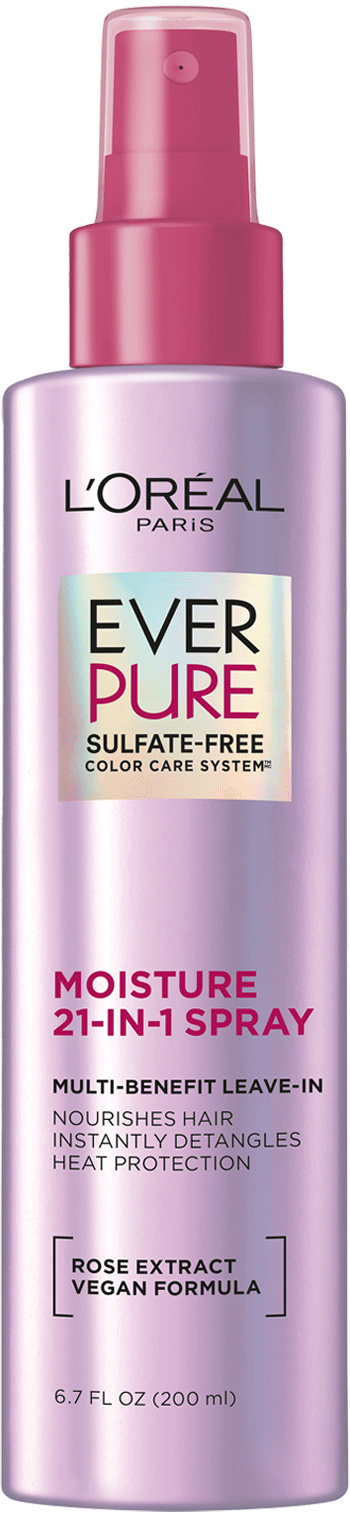 L'ORÉAL
PARiS
EVER
PURE
SULFATE-FREE
COLOR CARE SYSTEM™
MOISTURE
21-IN-1 SPRAY
MULTI-BENEFIT LEAVE-IN
NOURISHES HAIR
INSTANTLY DETANGLES
HEAT PROTECTION
ROSE EXTRACT
VEGAN FORMULA
6.7 FL OZ (200 ml)